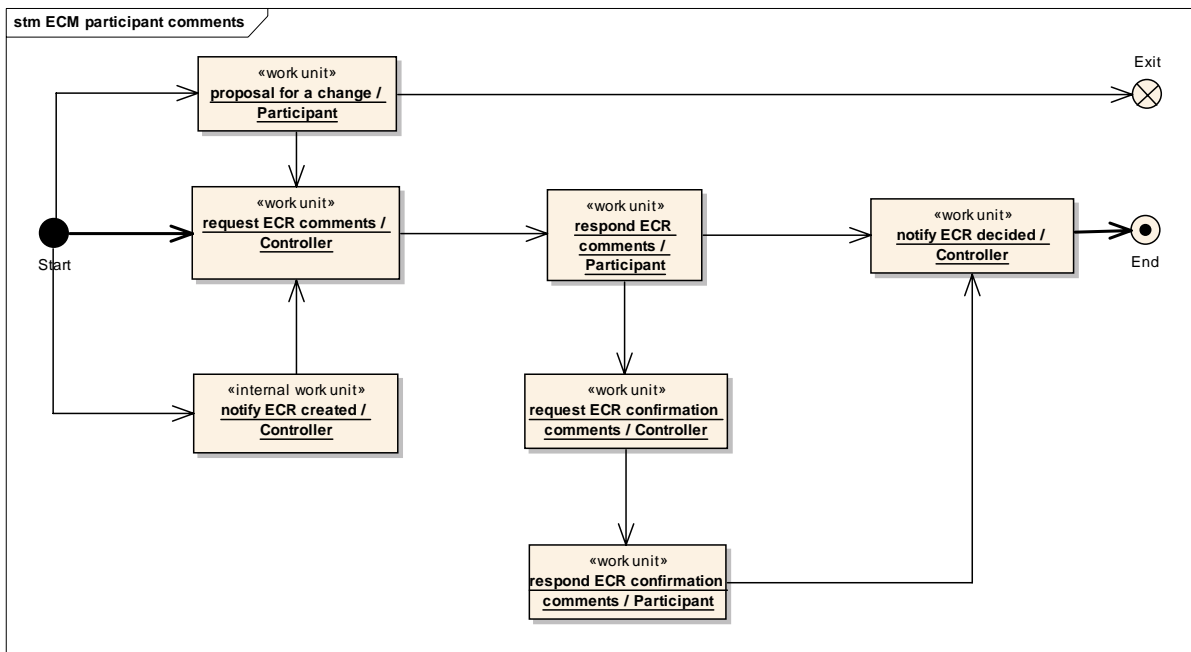 stm ECM participant comments
Exit
«work unit»
proposal for a change /
Participant
«work unit»
request ECR comments /
Controller
«work unit»
respond ECR
comments /
Participant
«work unit»
notify ECR decided /
Controller
Start
End
«internal work unit»
notify ECR created /
Controller
«work unit»
request ECR confirmation
comments / Controller
«work unit»
respond ECR confirmation
comments / Participant